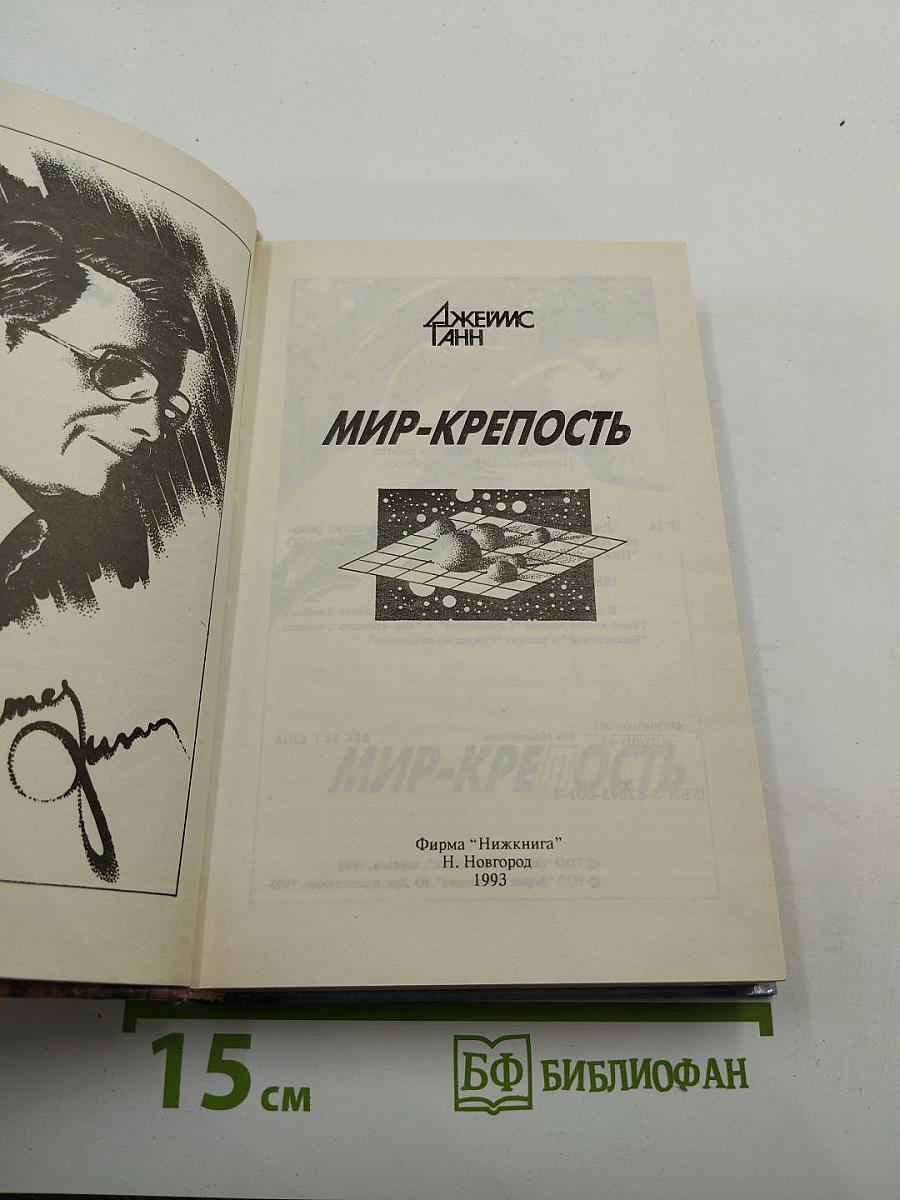 ДЖЕЙМС
ГАНН
МИР-КРЕПОСТЬ
Фирма "Нижкнига"
Н. Новгород
1993
15 см
БФ БИБЛИОФАН